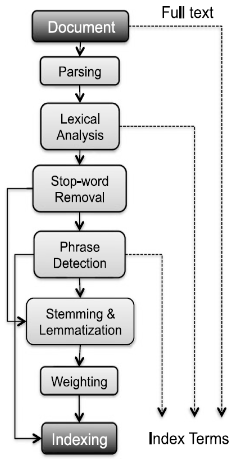 Full text
Document
Parsing
Lexical
Analysis
Stop-word
Removal
Phrase
Detection
Stemming &
Lemmatization
Weighting
Indexing
Index Terms